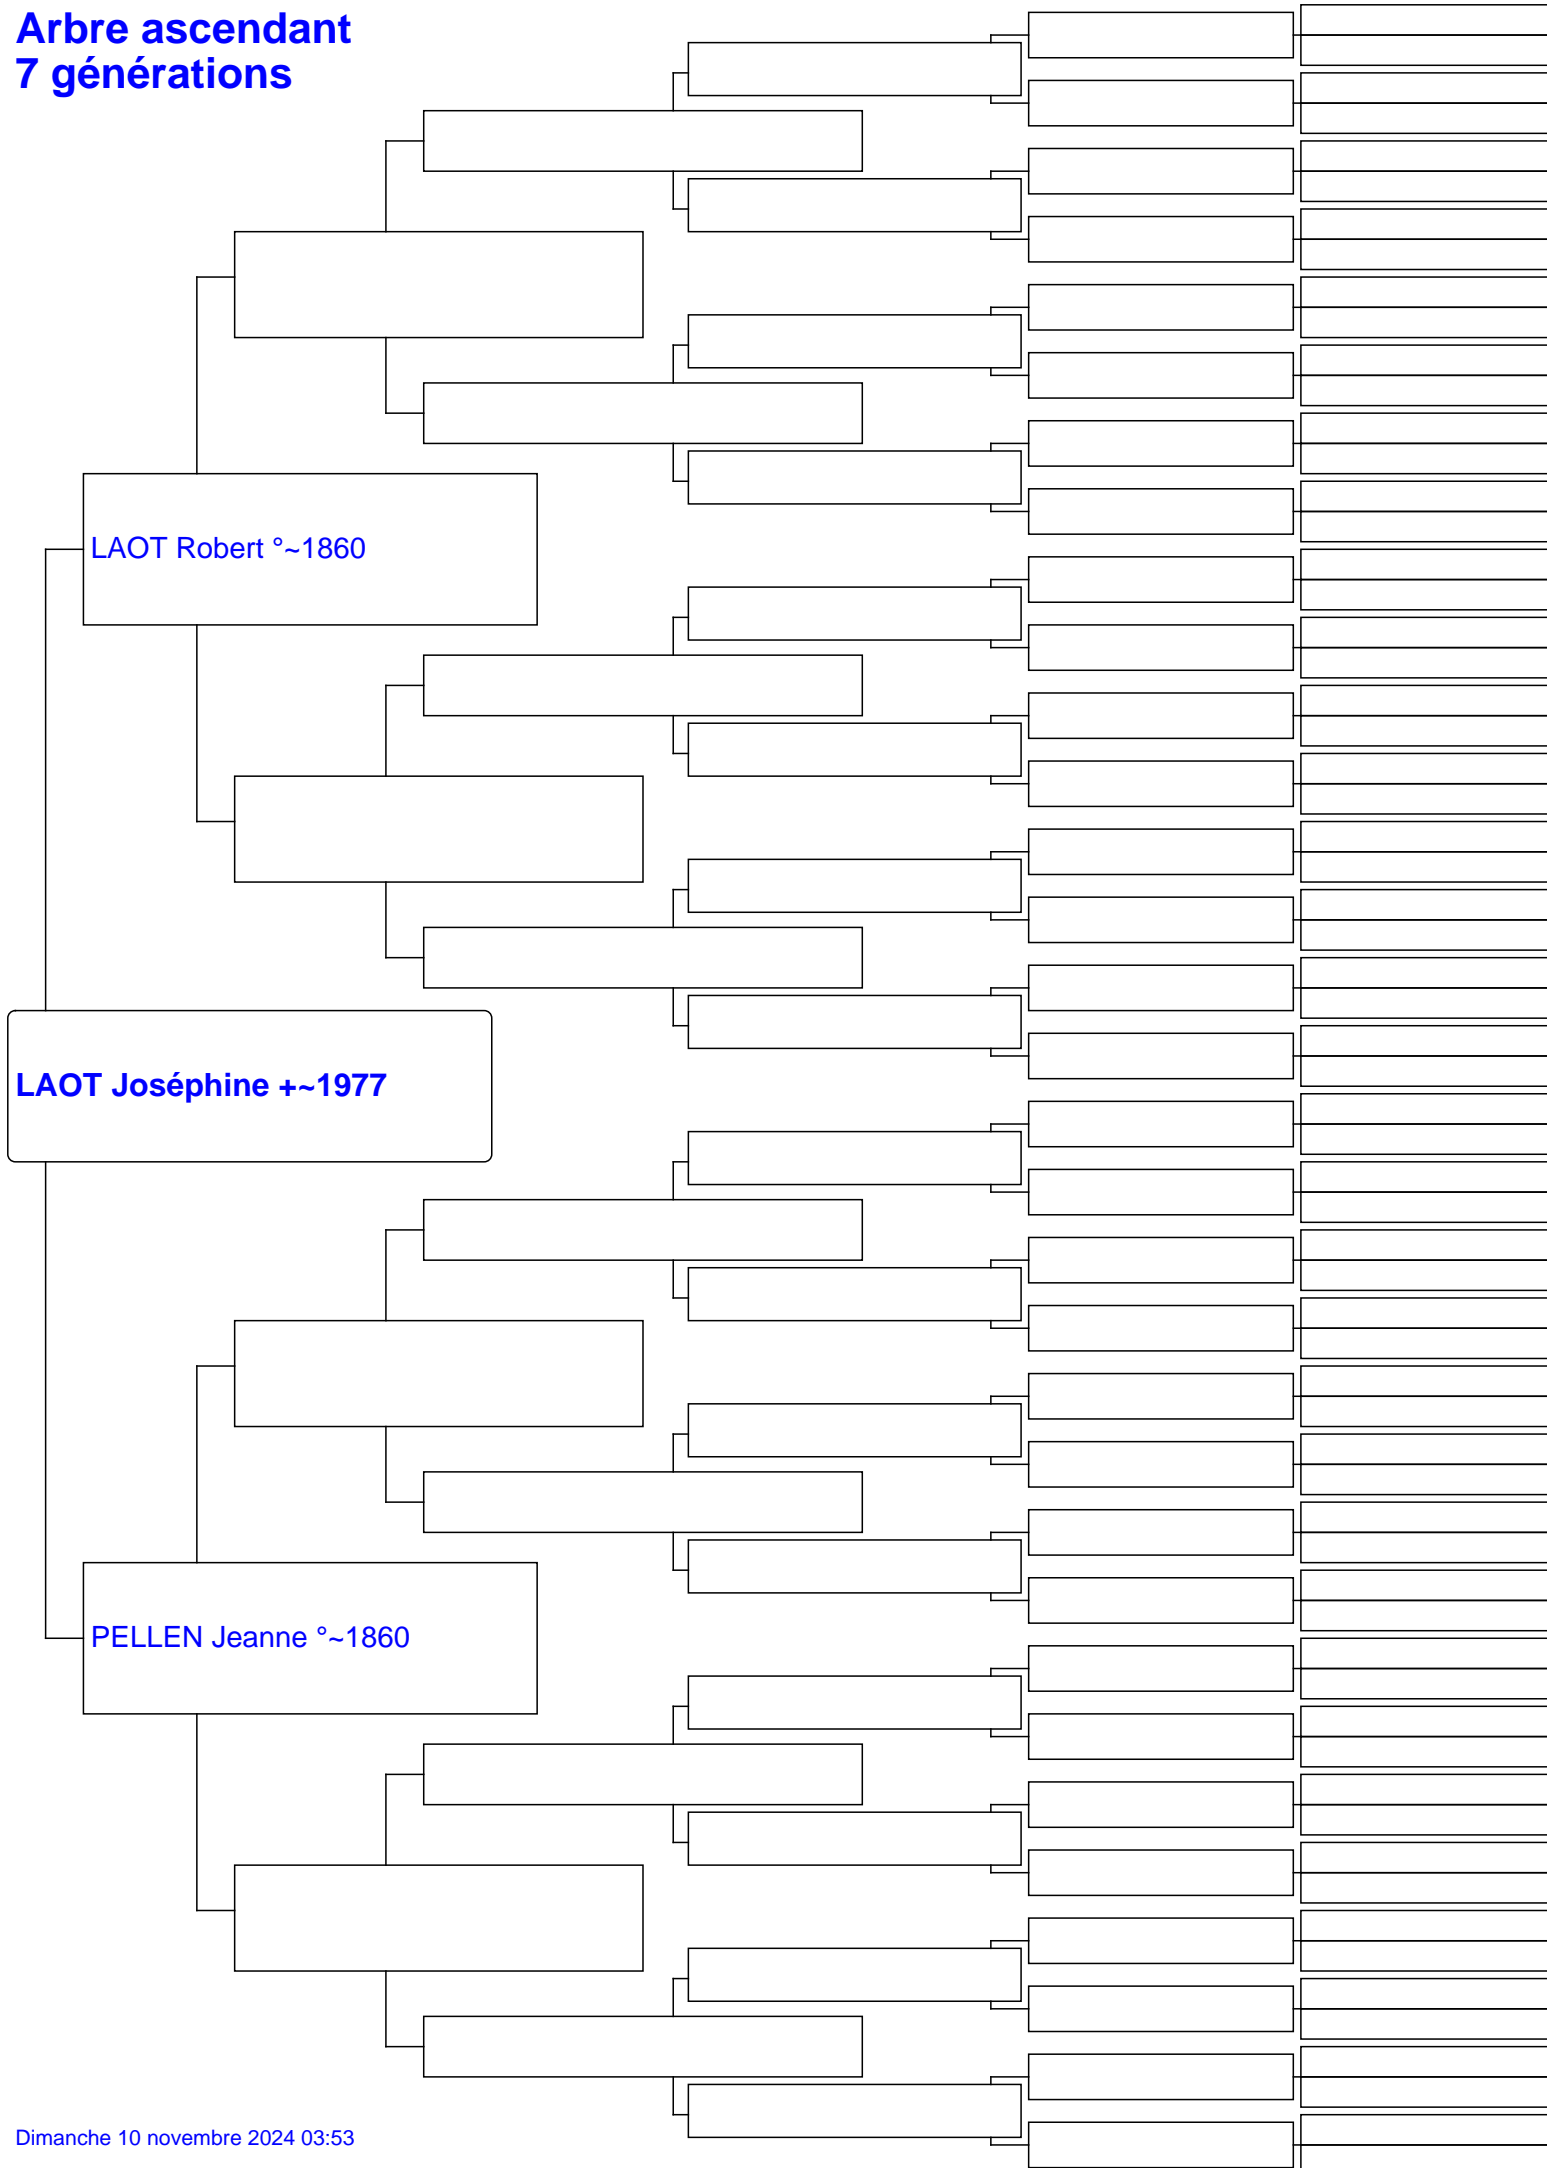 Arbre ascendant
7 générations
LAOT Robert °~1860
LAOT Joséphine +~1977
PELLEN Jeanne °~1860
Dimanche 10 novembre 2024 03:53